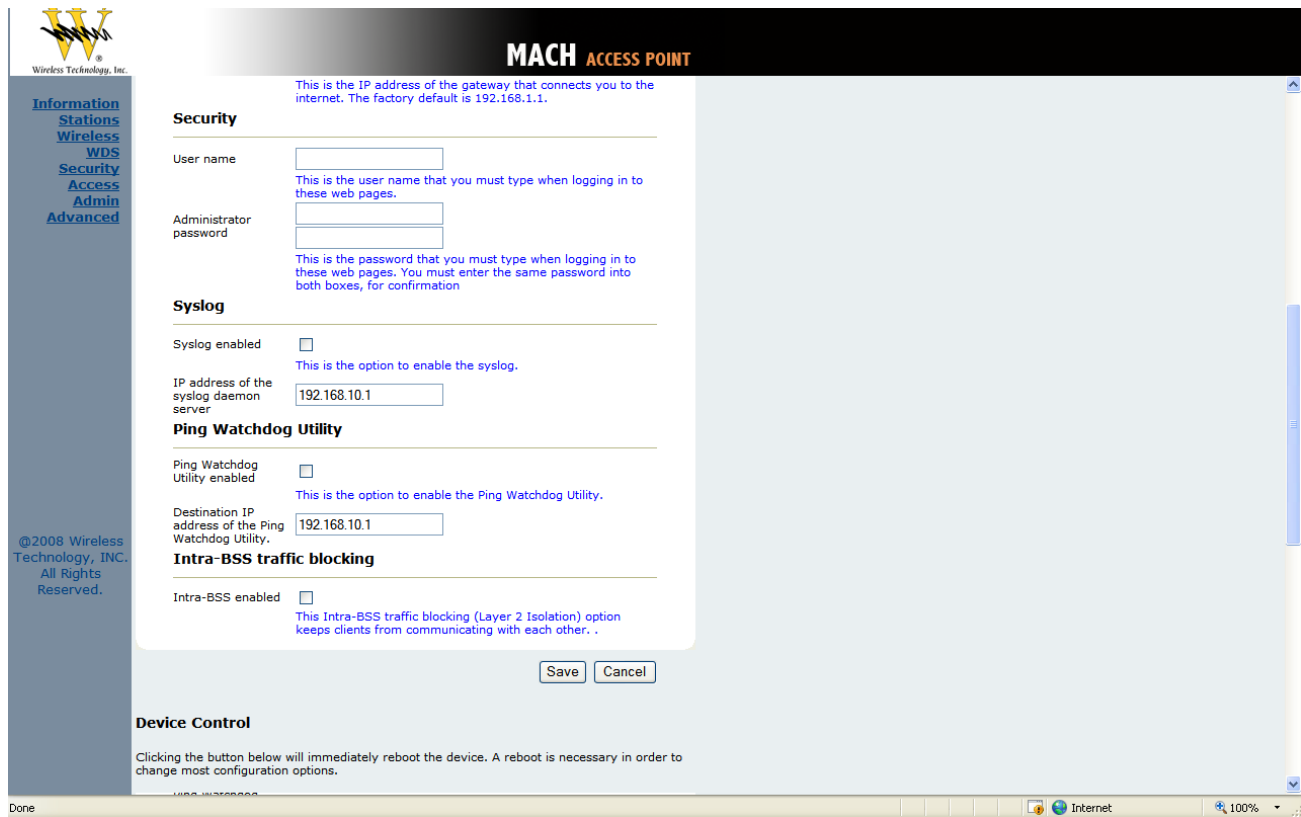 Wireless Technology, Inc.
®
MACH ACCESS POINT
Information
Stations
Wireless
WDS
Security
Access
Admin
Advanced
@2008 Wireless
Technology, INC.
All Rights
Reserved.
This is the IP address of the gateway that connects you to the
internet. The factory default is 192.168.1.1.
Security
User name
This is the user name that you must type when logging in to
these web pages.
Administrator
password
This is the password that you must type when logging in to
these web pages. You must enter the same password into
both boxes, for confirmation
Syslog
Syslog enabled
This is the option to enable the syslog.
IP address of the
syslog daemon
server
192.168.10.1
Ping Watchdog Utility
Ping Watchdog
Utility enabled
This is the option to enable the Ping Watchdog Utility.
Destination IP
address of the Ping
Watchdog Utility.
192.168.10.1
Intra-BSS traffic blocking
Intra-BSS enabled
This Intra-BSS traffic blocking (Layer 2 Isolation) option
keeps clients from communicating with each other. .
Save
Cancel
Device Control
Clicking the button below will immediately reboot the device. A reboot is necessary in order to
change most configuration options.
Ping Watchdog
Done
Internet
100%